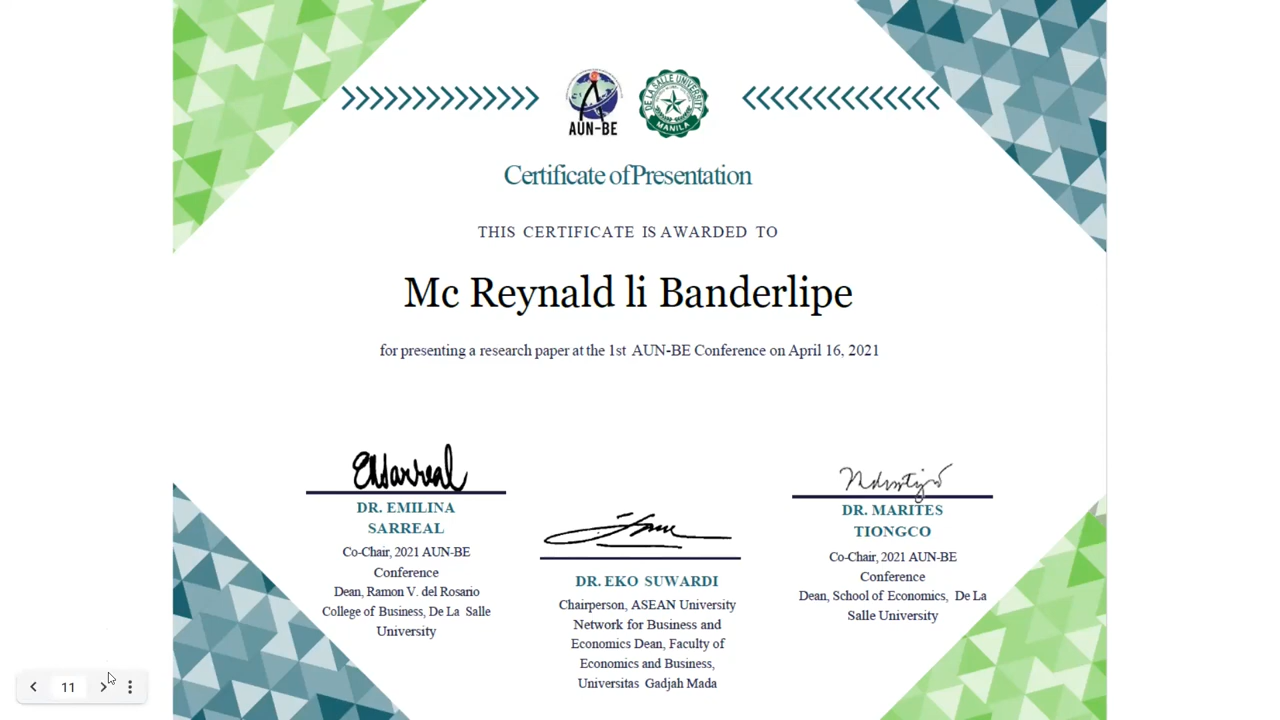 AUN-BE
DE LA SALLE UNIVERSITY
MANILA
Certificate of Presentation
THIS CERTIFICATE IS AWARDED TO
Mc Reynald li Banderlipe
for presenting a research paper at the 1st AUN-BE Conference on April 16, 2021
DR. EMILINA
SARREAL
Co-Chair, 2021 AUN-BE
Conference
Dean, Ramon V. del Rosario
College of Business, De La Salle
University
DR. EKO SUWARDI
Chairperson, ASEAN University
Network for Business and
Economics Dean, Faculty of
Economics and Business,
Universitas Gadjah Mada
DR. MARITES
TIONGCO
Co-Chair, 2021 AUN-BE
Conference
Dean, School of Economics, De La
Salle University
11